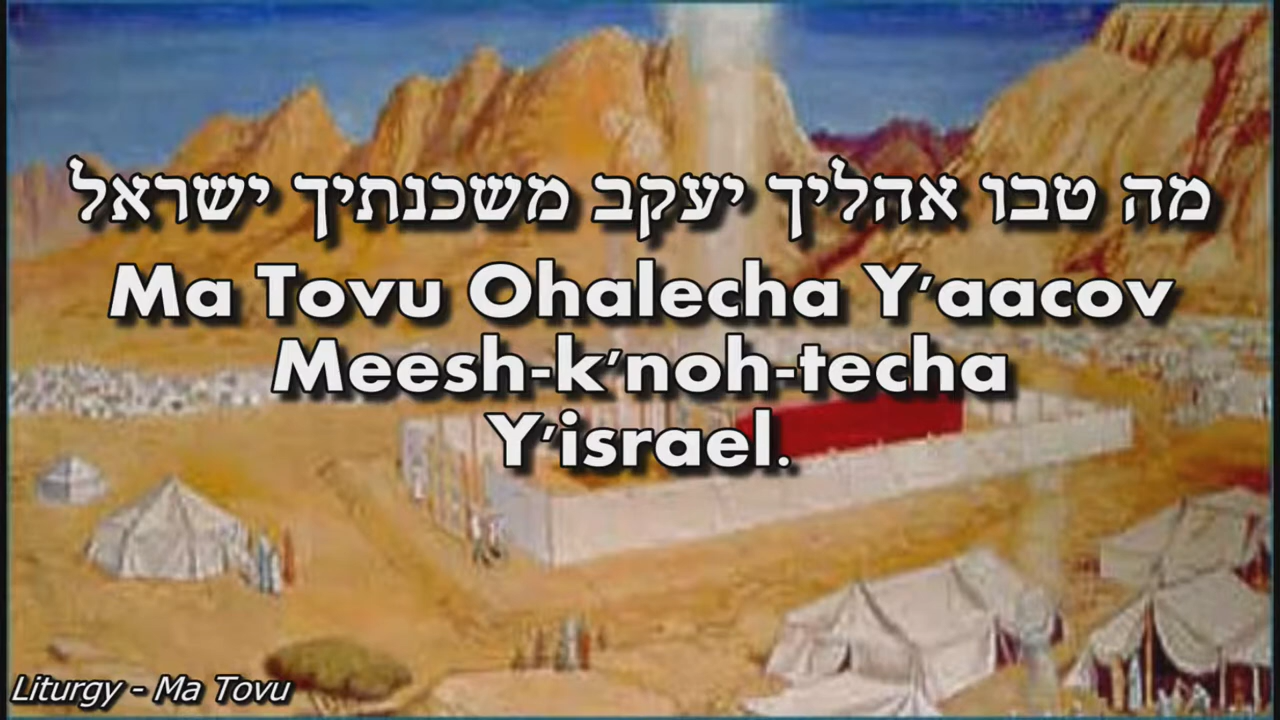 מה טבו אהליך יעקב משכנתיך ישראל
Ma Tovu Ohalecha Y'aacov
Meesh-k'noh-techa
Y'israel.
Liturgy - Ma Tovu